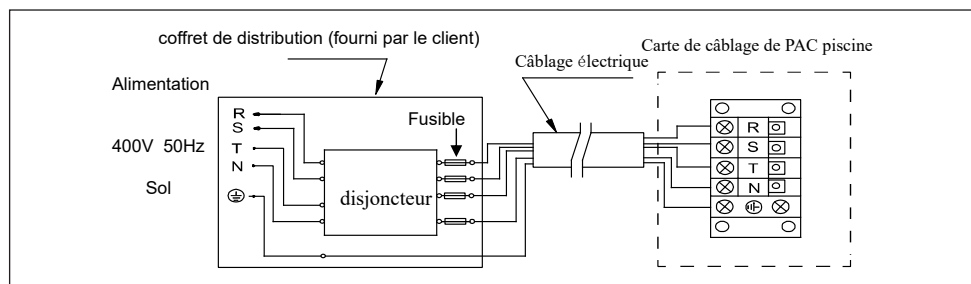 coffret de distribution (fourni par le client)
Carte de câblage de PAC piscine
Câblage électrique
Alimentation
Fusible
400V 50Hz
Sol
R
S
T
N
disjoncteur
R
S
T
N